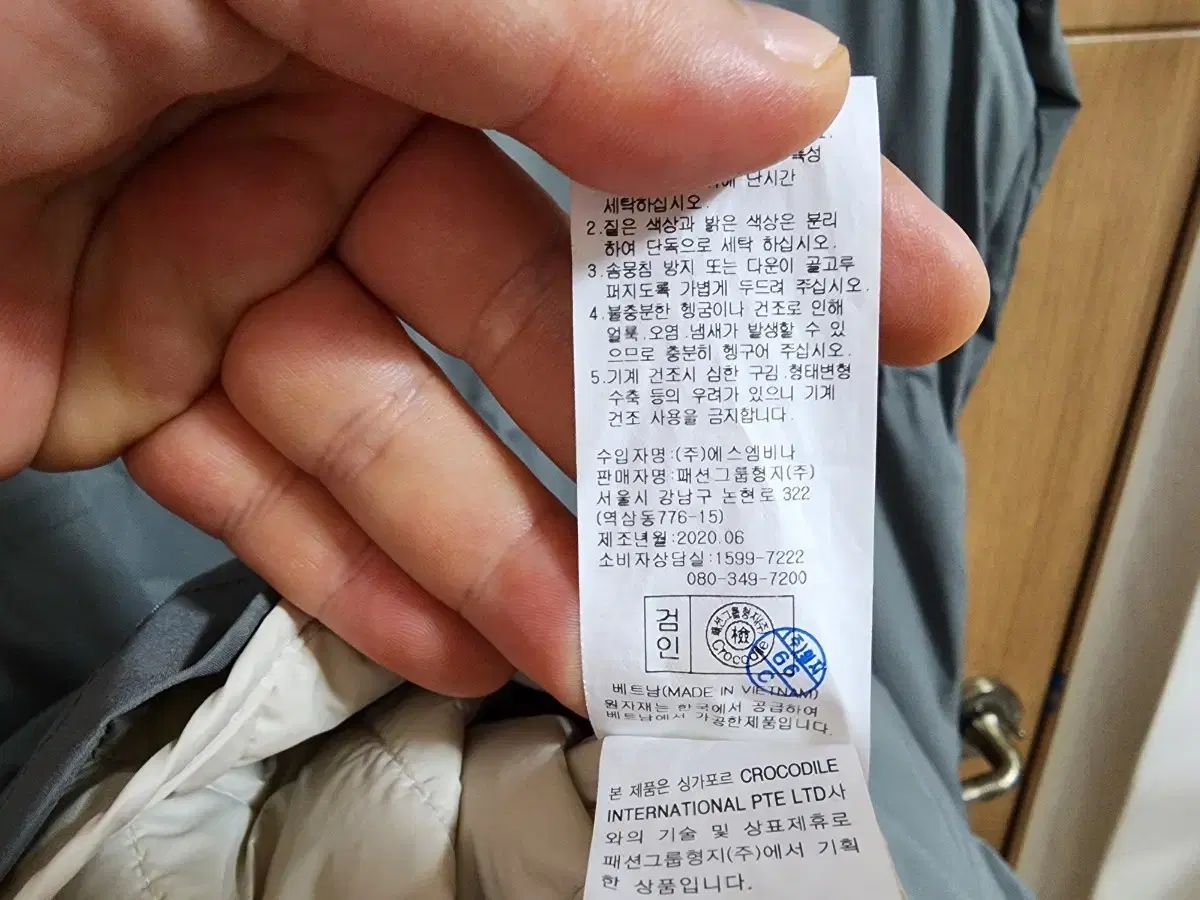 난시간
세탁하십시오.
2.짙은 색상과 밝은 색상은 분리
하여 단독으로 세탁 하십시오.
3.솜뭉침 방지 또는 다운이 골고루
퍼지도록 가볍게 두드려 주십시오.
4.불충분한 헹굼이나 건조로 인해
얼룩.오염.냄새가 발생할 수 있
으므로 충분히 헹구어 주십시오.
5.기계 건조시 심한 구김.형태변형
수축 등의 우려가 있으니 기계
건조 사용을 금지합니다.
수입자명:(주)에스엠비나
판매자명:패션그룹형지(주)
서울시 강남구 논현로 322
(역삼동776-15)
제조년월:2020.06
소비자상담실:1599-7222
080-349-7200
검인
패션그룹형지(주)
檢
Crocodile
66
C
베트남(MADE IN VIETNAM)
원자재는 한국에서 공급하여
베트남에서 가공한제품입니다.
본 제품은 싱가포르 CROCODILE
INTERNATIONAL PTE LTD사
와의 기술 및 상표제휴로
패션그룹형지(주)에서 기획
한 상품입니다.